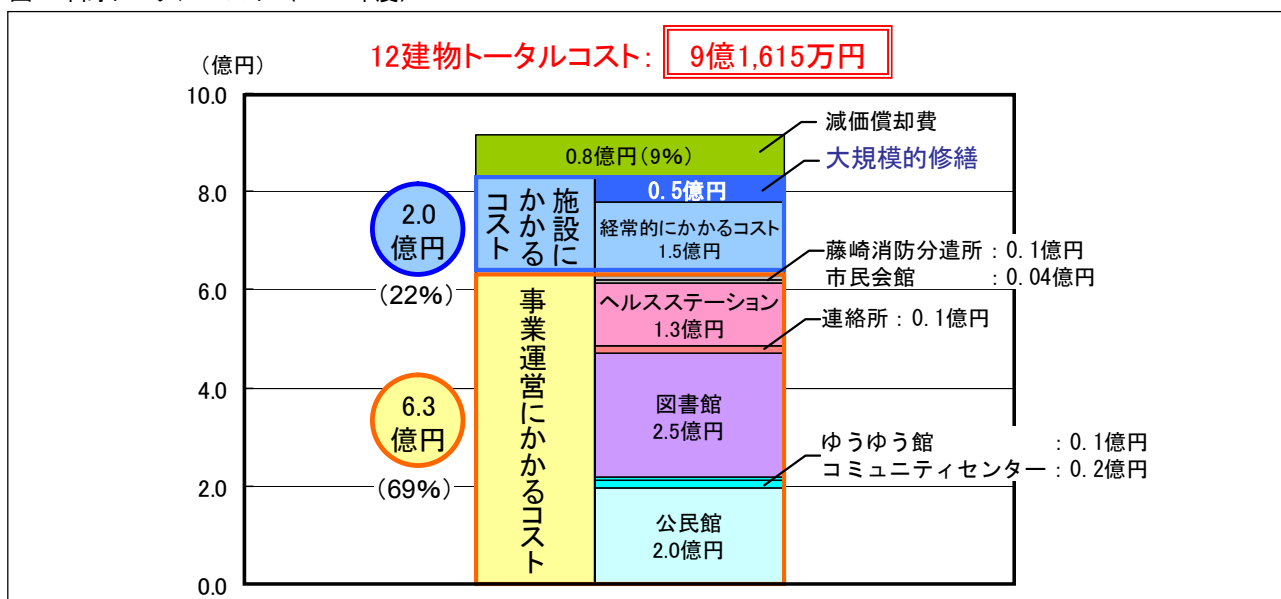 12建物トータルコスト： 9億1,615万円
（億円）
10.0
8.0
6.0
4.0
2.0
0.0
減価償却費
大規模的修繕
0.8億円（9%）
2.0
億円
(22%)
施設に
かかる
コスト
0.5億円
経常的にかかるコスト
1.5億円
藤崎消防分遣所：0.1億円
市民会館　　　：0.04億円
6.3
億円
(69%)
事業運営にかかるコスト
ヘルスステーション
1.3億円
連絡所：0.1億円
図書館
2.5億円
ゆうゆう館　　　　　：0.1億円
コミュニティセンター：0.2億円
公民館
2.0億円